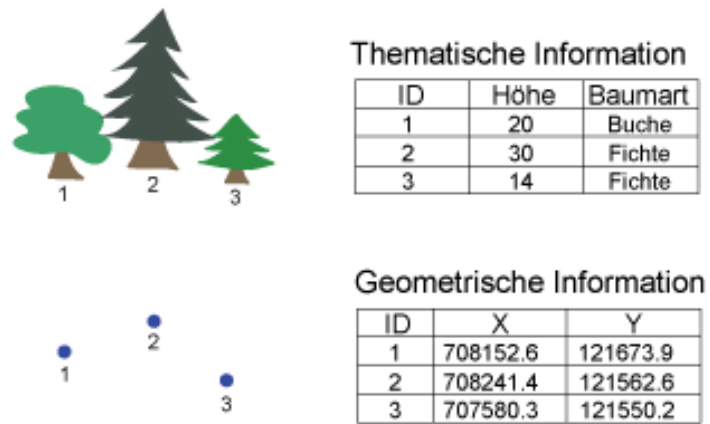 Thematische Information
ID Höhe Baumart
1 20 Buche
2 30 Fichte
3 14 Fichte
1
2
3
Geometrische Information
ID X Y
1 708152.6 121673.9
2 708241.4 121562.6
3 707580.3 121550.2
1
2
3